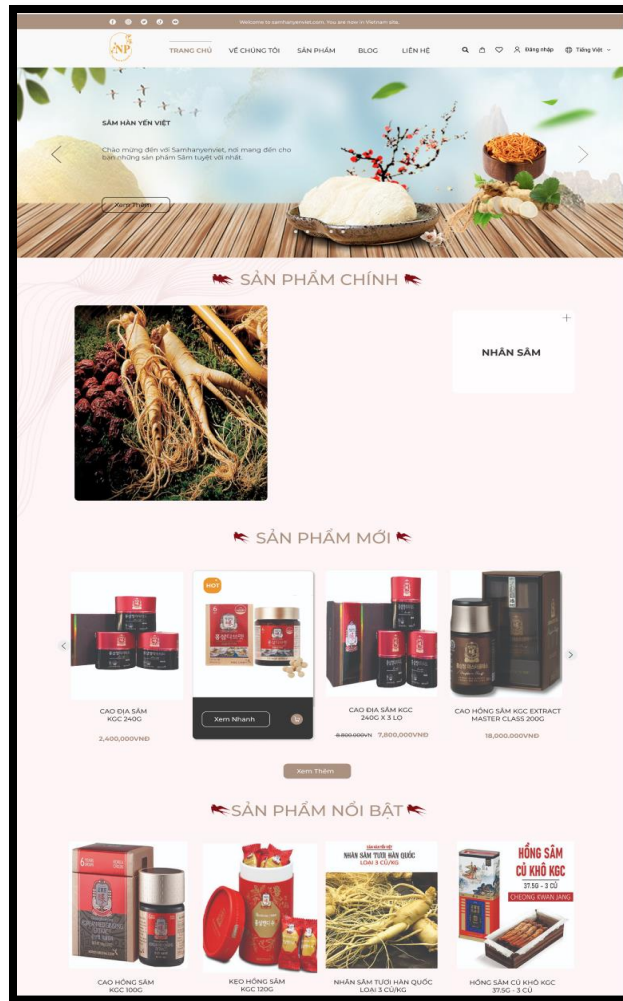 Welcome to samhanyenviet.com, You are now in Vietnam site.
NP
TRANG CHỦ
VỀ CHÚNG TÔI
SẢN PHẨM
BLOG
LIÊN HỆ
Đăng nhập
Tiếng Việt
SÂM HÀN YẾN VIỆT
Chào mừng đến với Samhanyenviet, nơi mang đến cho
bạn những sản phẩm Sâm tuyệt vời nhất.
Xem Thêm
SẢN PHẨM CHÍNH
NHÂN SÂM
SẢN PHẨM MỚI
HOT
Xem Nhanh
CAO ĐỊA SÂM
KGC 240G
2,400,000VNĐ
CAO ĐỊA SÂM KGC
240G X 3 LỌ
8.800.000VN 7,800,000VNĐ
CAO HỒNG SÂM KGC EXTRACT
MASTER CLASS 200G
18,000.000VNĐ
Xem Thêm
SẢN PHẨM NỔI BẬT
NHÂN SÂM TƯƠI HÀN QUỐC
LOẠI 3 CỦ/KG
HỒNG SÂM
CỦ KHÔ KGC
37.5G - 3 CỦ
CHEONG KWAN JANG
CAO HỒNG SÂM
KGC 100G
KẸO HỒNG SÂM
KGC 120G
NHÂN SÂM TƯƠI HÀN QUỐC
LOẠI 3 CỦ/KG
HỒNG SÂM CỦ KHÔ KGC
37.5G - 3 CỦ